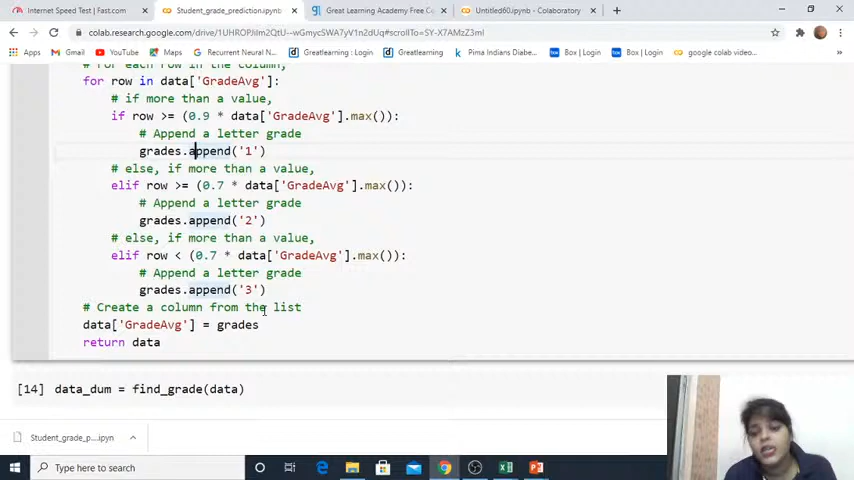 Internet Speed Test | Fast.com
Student_grade_prediction.ipynb
Great Learning Academy Free Co
Untitled60.ipynb - Colaboratory
Apps
Gmail
YouTube
Maps
Recurrent Neural N...
Greatlearning : Login
Greatlearning
Pima Indians Diabe...
Box | Login
Box | Login
google colab video...
# For each row in the column,
for row in data['GradeAvg']:
# if more than a value,
if row >= (0.9 * data['GradeAvg'].max()):
# Append a letter grade
grades.append('1')
# else, if more than a value,
elif row >= (0.7 * data['GradeAvg'].max()):
# Append a letter grade
grades.append('2')
# else, if more than a value,
elif row < (0.7 * data['GradeAvg'].max()):
# Append a letter grade
grades.append('3')
# Create a column from the list
data['GradeAvg'] = grades
return data
[14] data_dum = find_grade(data)
Student_grade_p....ipyn
Type here to search